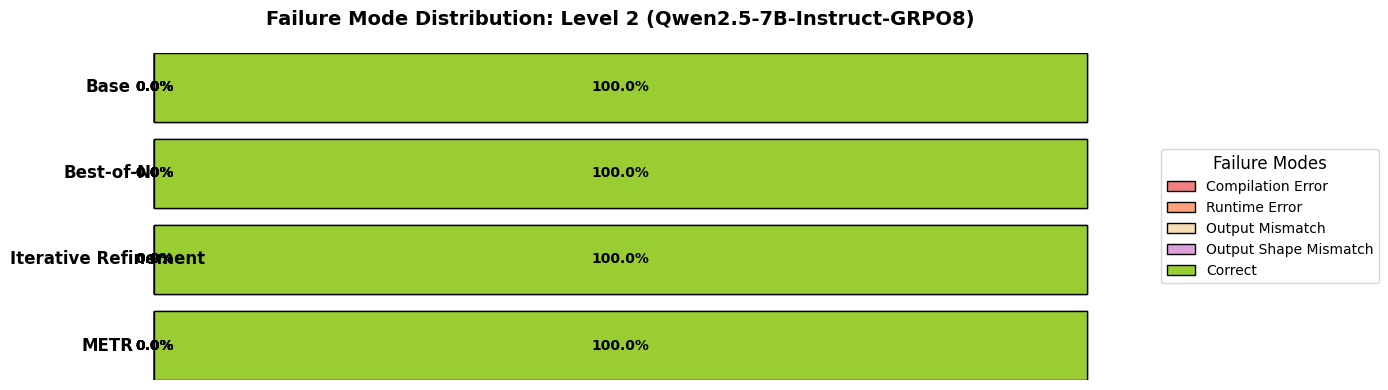 Failure Mode Distribution: Level 2 (Qwen2.5-7B-Instruct-GRPO8)
Base 0.0% 100.0%
Best-of-N 0.0% 100.0%
Iterative Refinement 0.0% 100.0%
METR 0.0% 100.0%
Failure Modes
Compilation Error
Runtime Error
Output Mismatch
Output Shape Mismatch
Correct